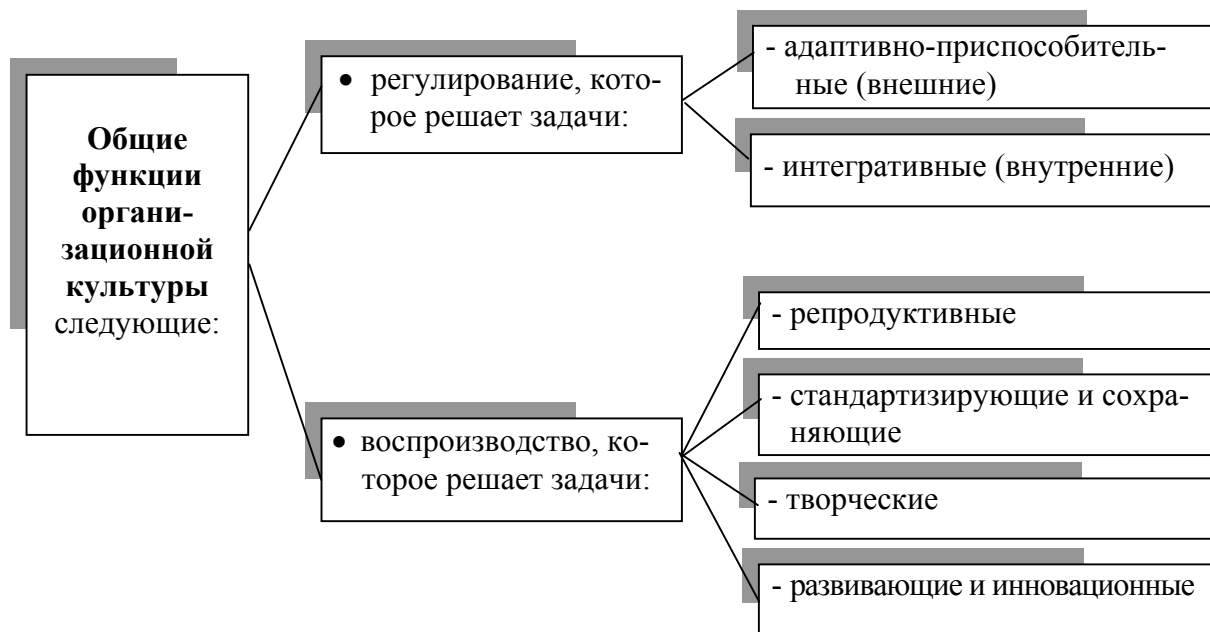 Общие
функции
органи-
зационной
культуры
следующие:
• регулирование, кото-
рое решает задачи:
- адаптивно-приспособитель-
ные (внешние)
- интегративные (внутренние)
• воспроизводство, ко-
торое решает задачи:
- репродуктивные
- стандартизирующие и сохра-
няющие
- творческие
- развивающие и инновационные